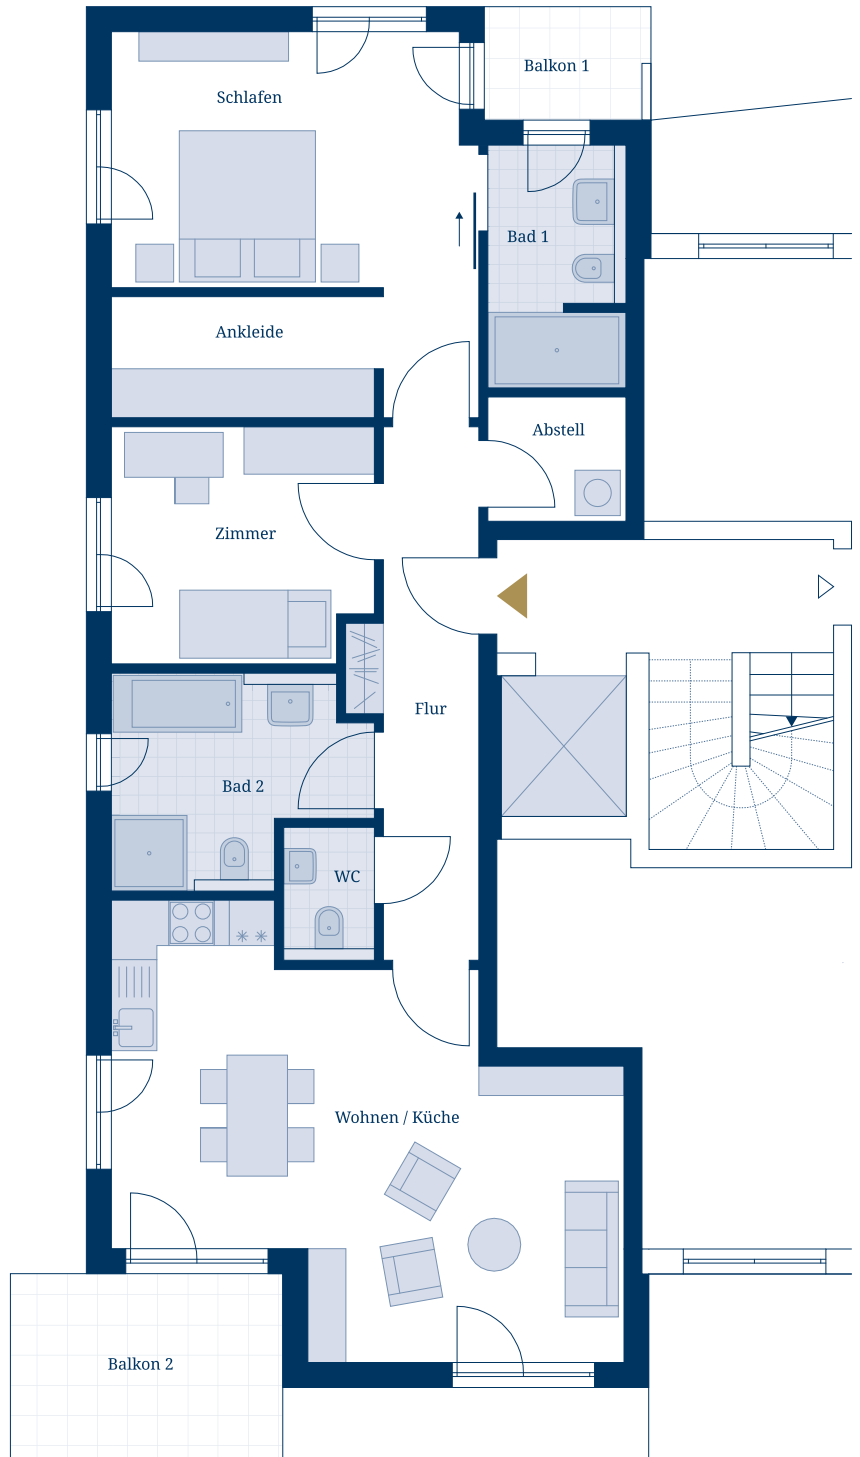 Balkon 1
Schlafen
Bad 1
Ankleide
Abstell
Zimmer
Flur
Bad 2
WC
Wohnen / Küche
Balkon 2